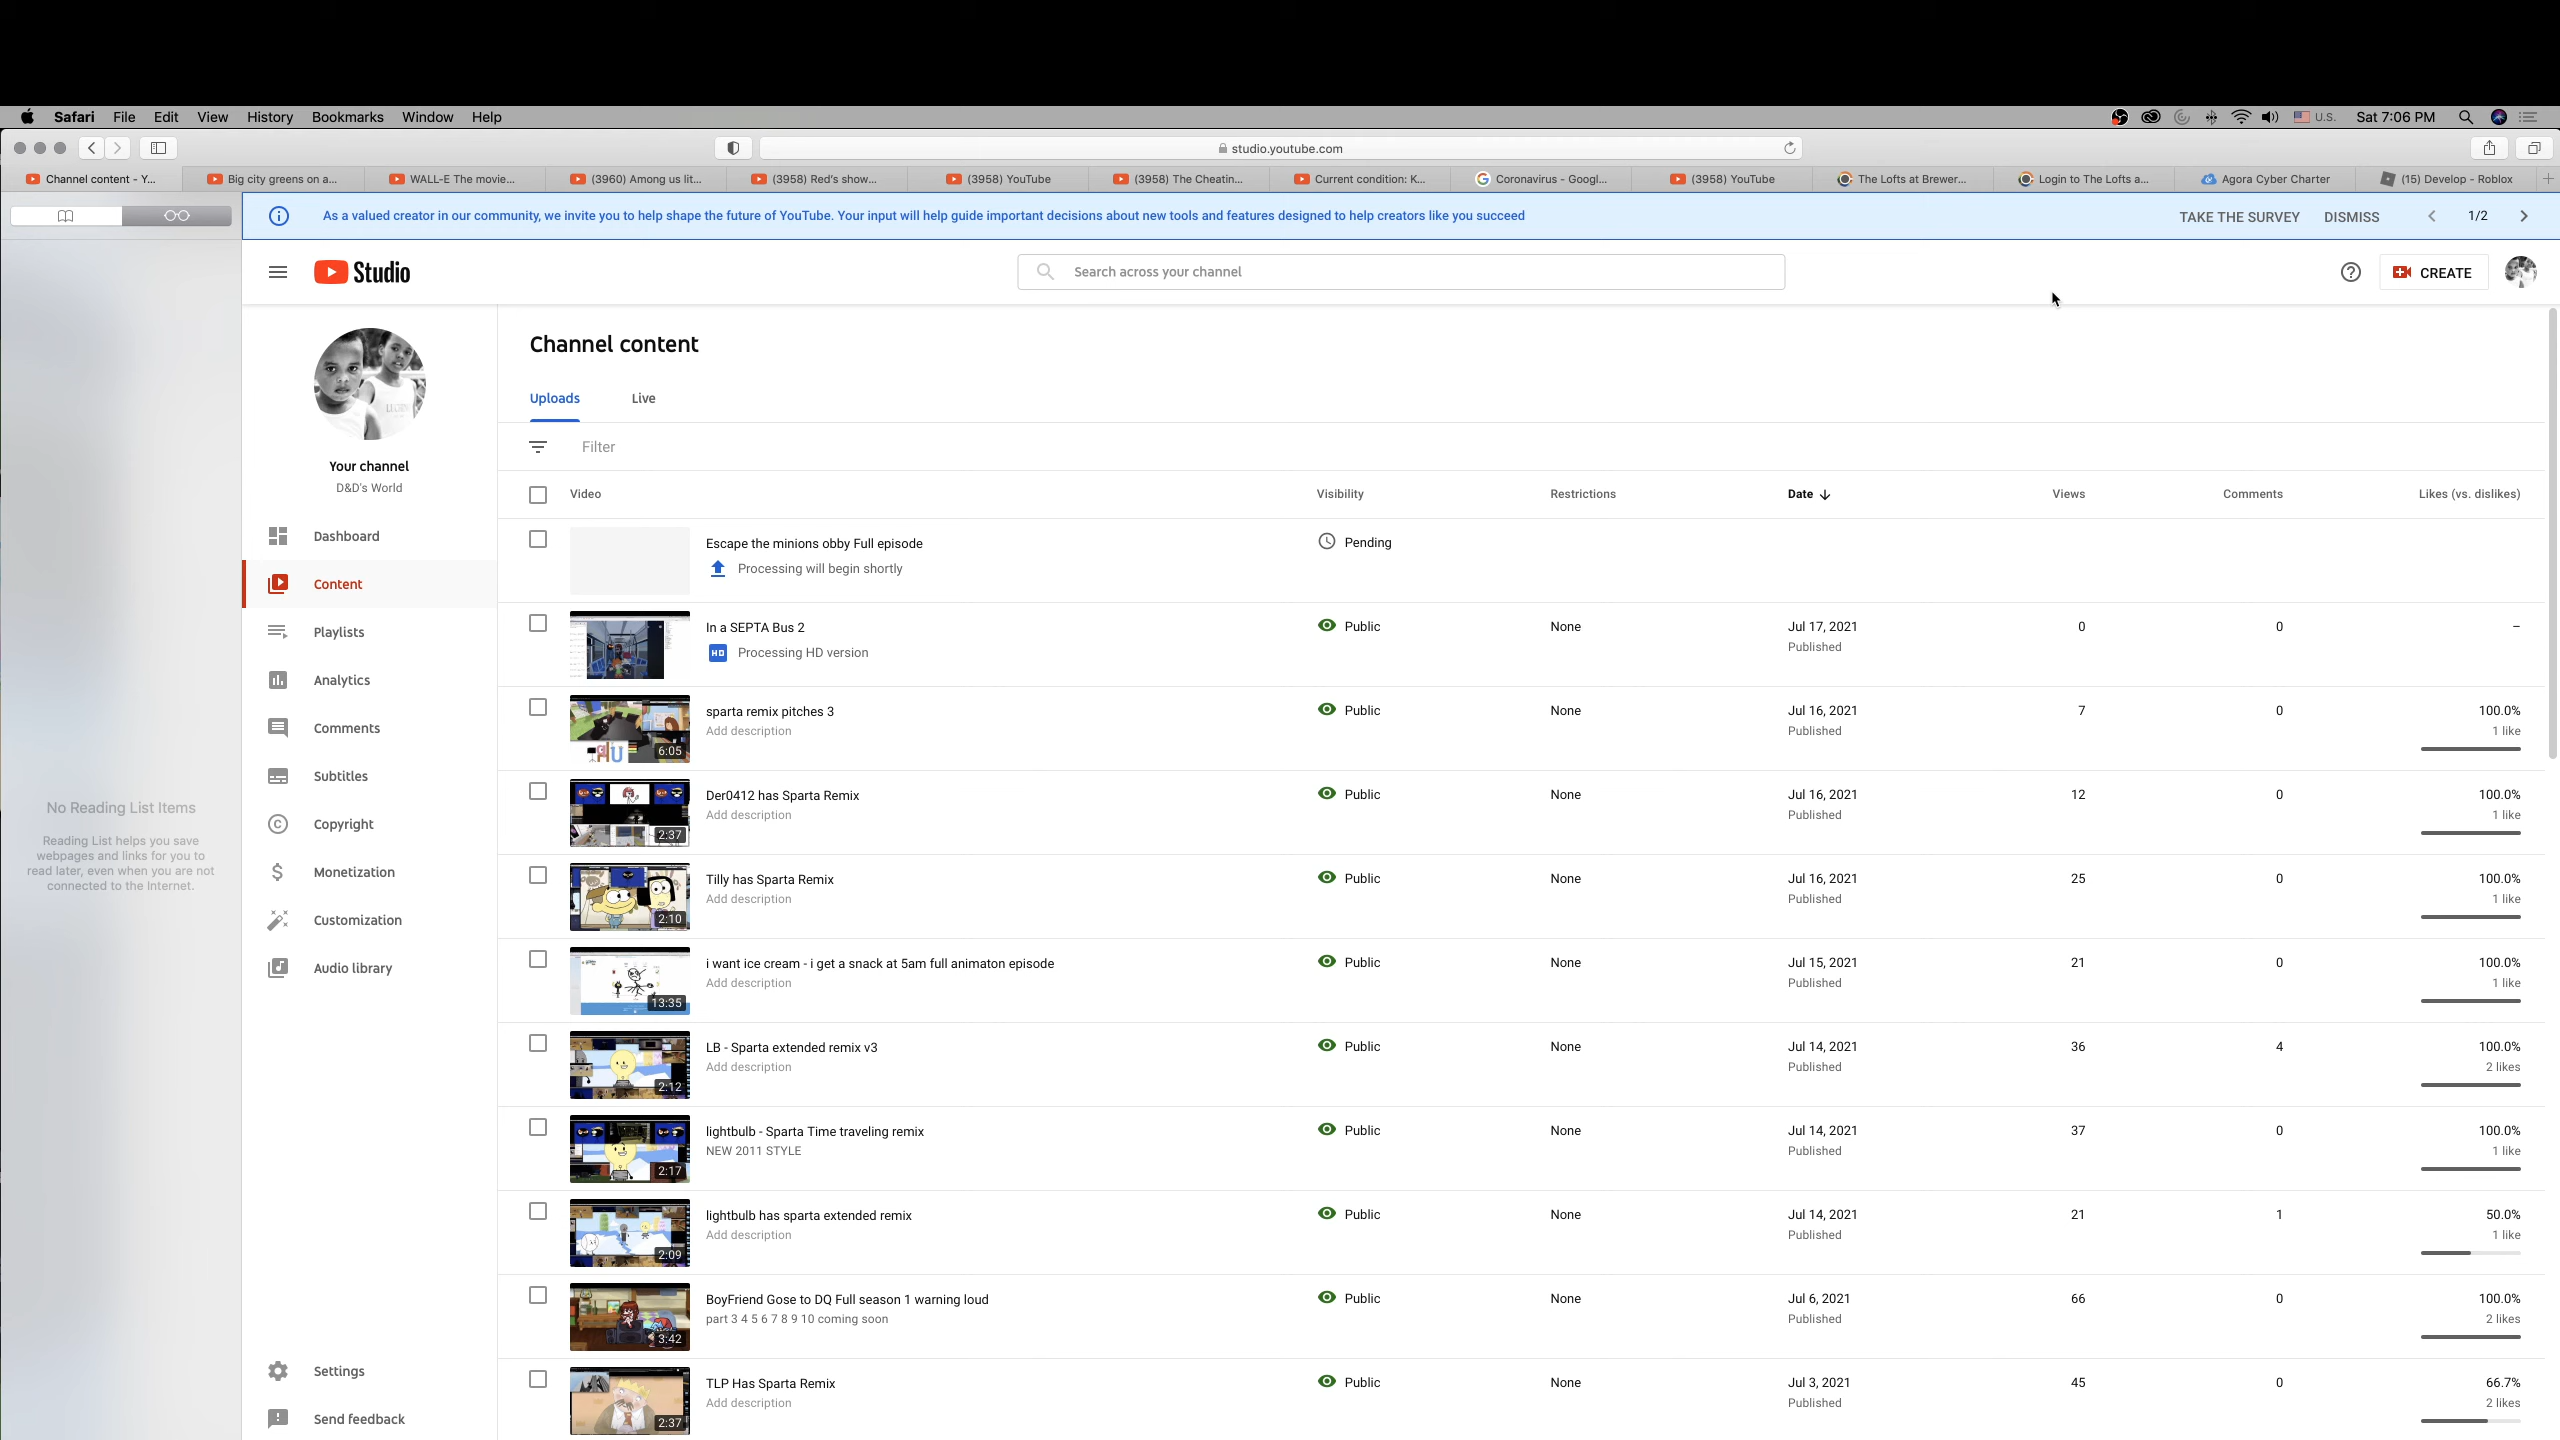 Safari File Edit View History Bookmarks Window Help
U.S. Sat 7:06 PM
studio.youtube.com
Channel content - Y... Big city greens on a... WALL-E The movie... (3960) Among us lit... (3958) Red's show... (3958) YouTube (3958) The Cheatin... Current condition: K... Coronavirus - Googl... (3958) YouTube The Lofts at Brewer... Login to The Lofts a... Agora Cyber Charter (15) Develop - Roblox
As a valued creator in our community, we invite you to help shape the future of YouTube. Your input will help guide important decisions about new tools and features designed to help creators like you succeed
TAKE THE SURVEY DISMISS 1/2
Studio
Search across your channel
CREATE
No Reading List Items
Reading List helps you save
webpages and links for you to
read later, even when you are not
connected to the Internet.
Your channel
D&D's World
Dashboard
Content
Playlists
Analytics
Comments
Subtitles
Copyright
Monetization
Customization
Audio library
Settings
Send feedback
Channel content
Uploads Live
Filter
Video Visibility Restrictions Date Views Comments Likes (vs. dislikes)
Escape the minions obby Full episode Pending
Processing will begin shortly
In a SEPTA Bus 2 Public None Jul 17, 2021 0 0 –
HD Processing HD version Published
sparta remix pitches 3 Public None Jul 16, 2021 7 0 100.0%
Add description Published 1 like
6:05
Der0412 has Sparta Remix Public None Jul 16, 2021 12 0 100.0%
Add description Published 1 like
2:37
Tilly has Sparta Remix Public None Jul 16, 2021 25 0 100.0%
Add description Published 1 like
2:10
i want ice cream - i get a snack at 5am full animaton episode Public None Jul 15, 2021 21 0 100.0%
Add description Published 1 like
13:35
LB - Sparta extended remix v3 Public None Jul 14, 2021 36 4 100.0%
Add description Published 2 likes
2:12
lightbulb - Sparta Time traveling remix Public None Jul 14, 2021 37 0 100.0%
NEW 2011 STYLE Published 1 like
2:17
lightbulb has sparta extended remix Public None Jul 14, 2021 21 1 50.0%
Add description Published 1 like
2:09
BoyFriend Gose to DQ Full season 1 warning loud Public None Jul 6, 2021 66 0 100.0%
part 3 4 5 6 7 8 9 10 coming soon Published 2 likes
3:42
TLP Has Sparta Remix Public None Jul 3, 2021 45 0 66.7%
Add description Published 2 likes
2:37